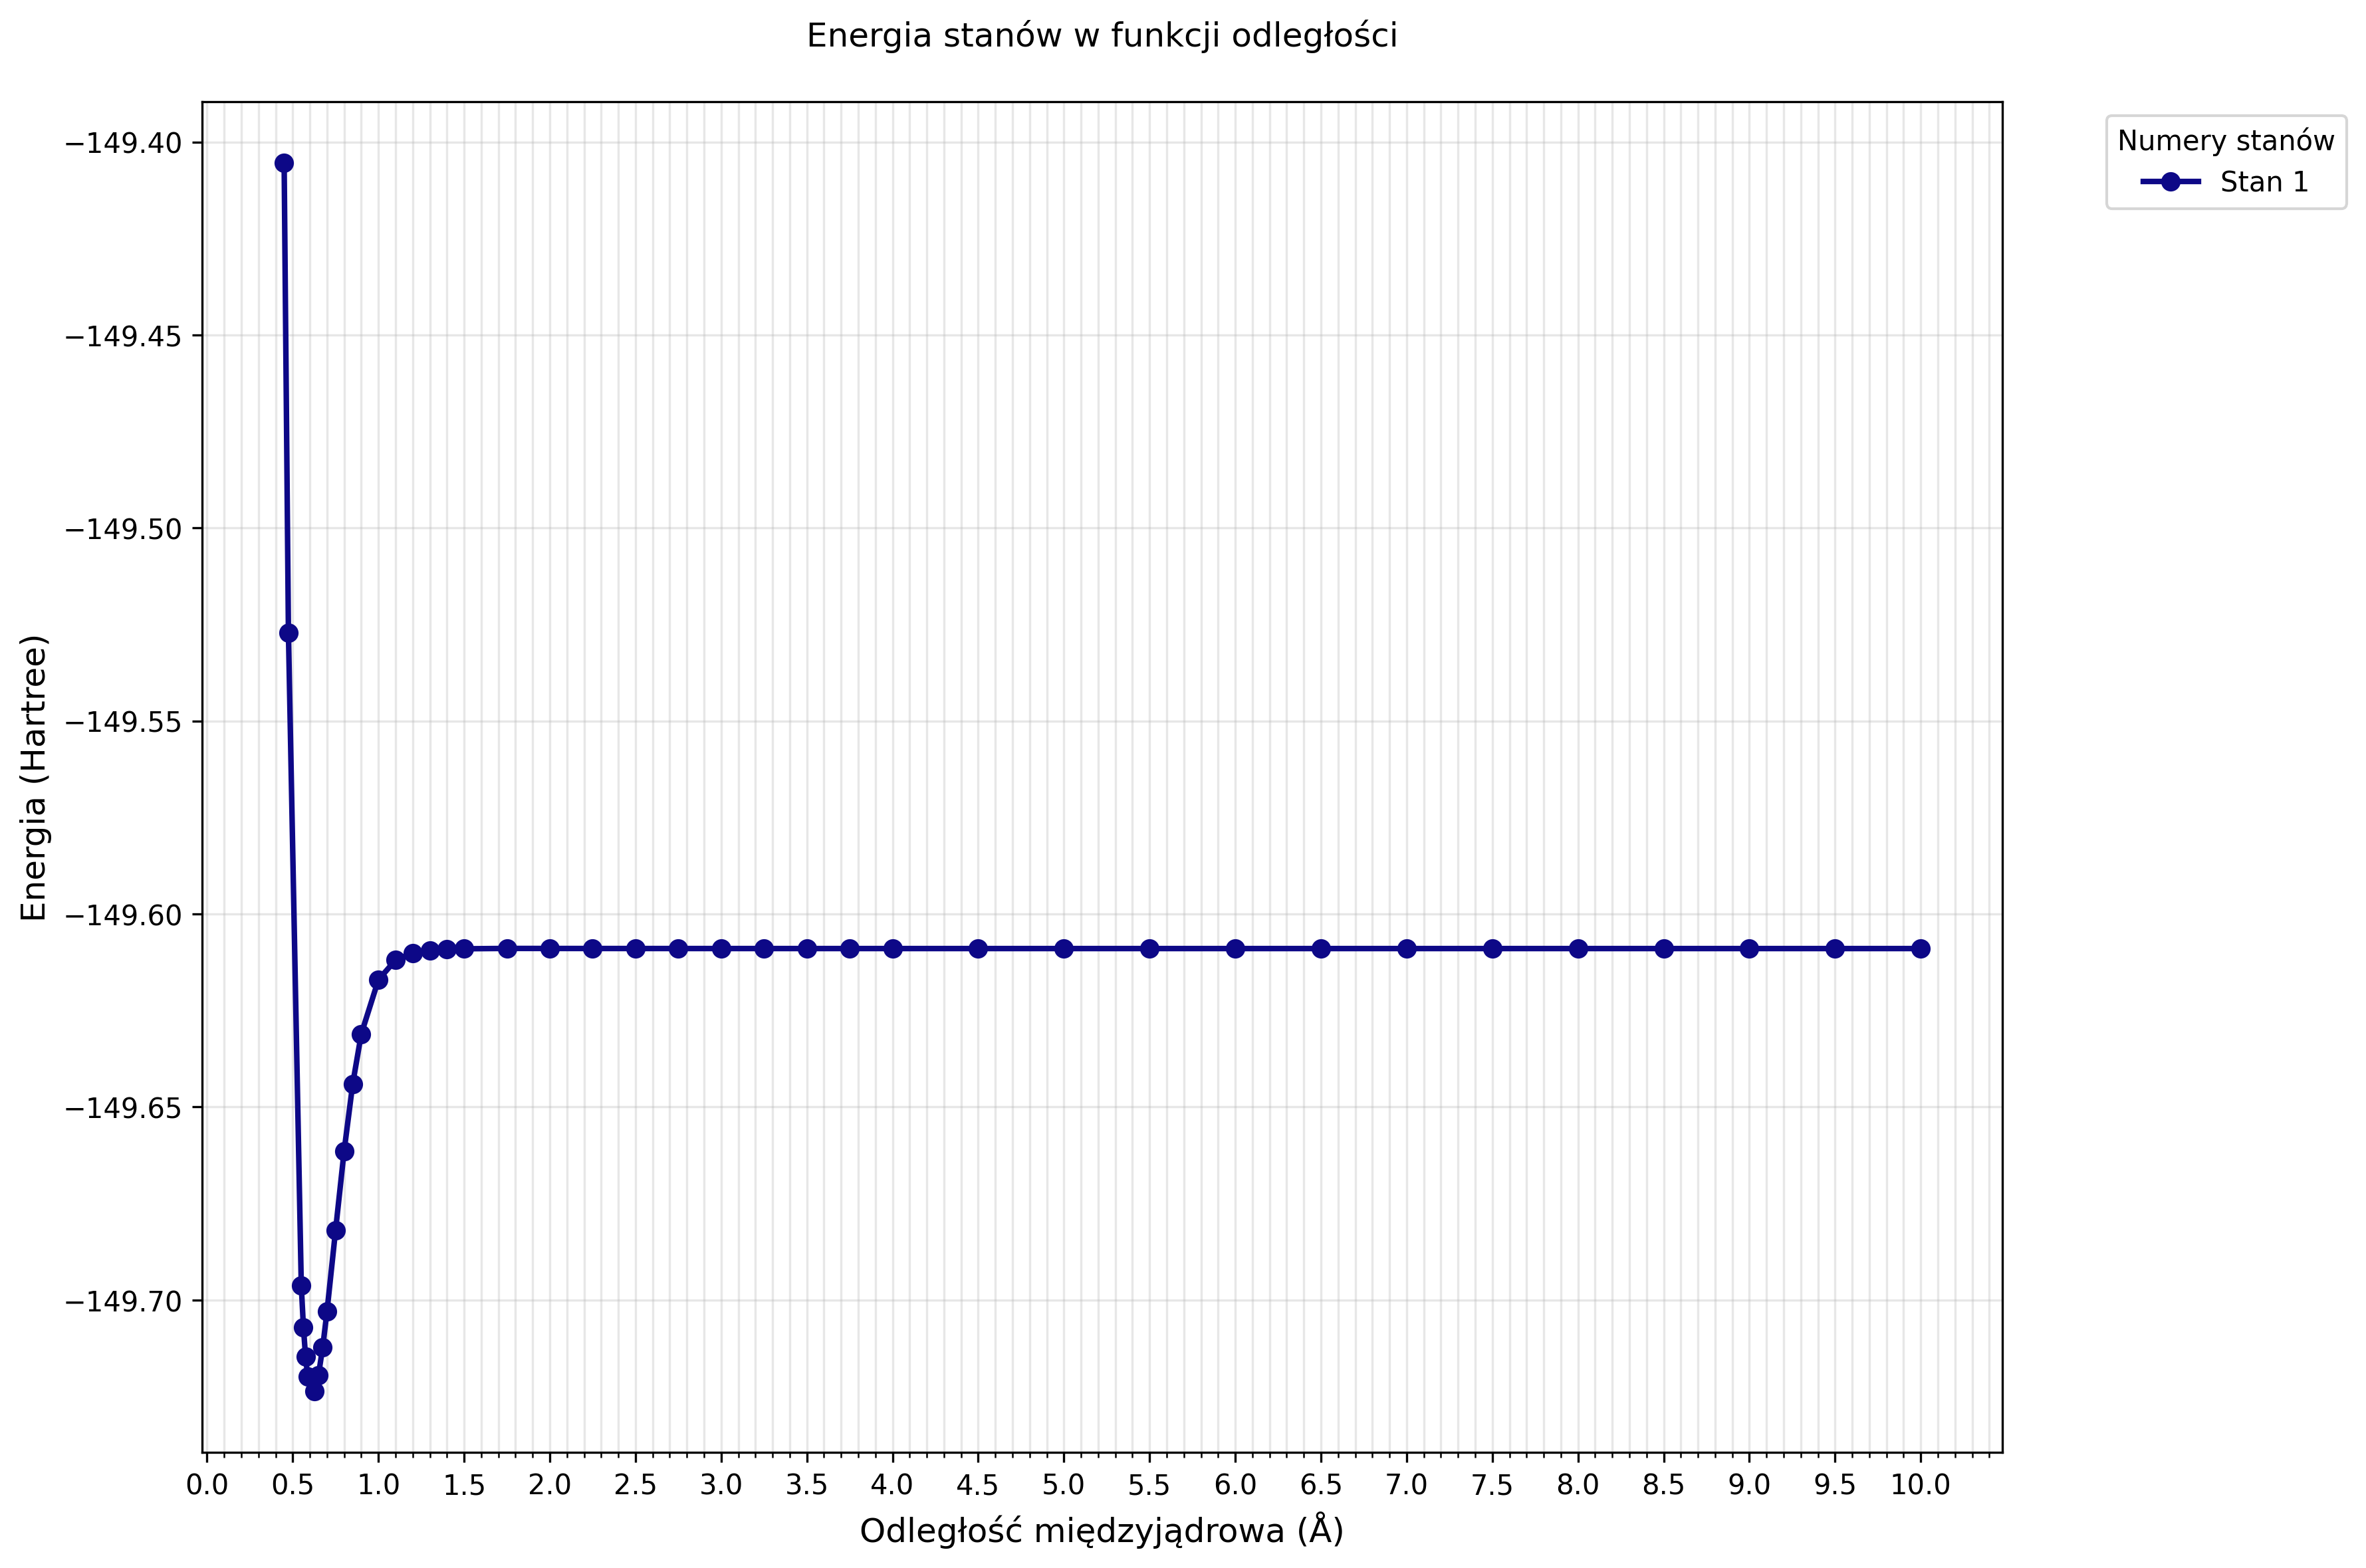 Energia stanów w funkcji odległości
Numery stanów
Stan 1
Energia (Hartree)
−149.40
−149.45
−149.50
−149.55
−149.60
−149.65
−149.70
0.0 0.5 1.0 1.5 2.0 2.5 3.0 3.5 4.0 4.5 5.0 5.5 6.0 6.5 7.0 7.5 8.0 8.5 9.0 9.5 10.0
Odległość międzyjądrowa (Å)